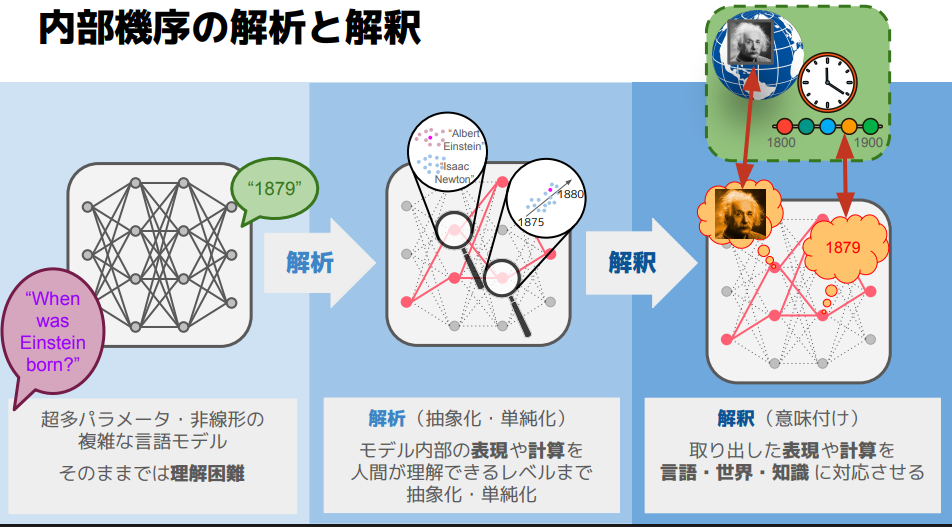 内部機序の解析と解釈
“When
was
Einstein
born?”
“1879”
解析
“Albert
Einstein”
“Isaac
Newton”
1880
1875
解釈
1800
1900
1879
超多パラメータ・非線形の
複雑な言語モデル
そのままでは理解困難
解析（抽象化・単純化）
モデル内部の表現や計算を
人間が理解できるレベルまで
抽象化・単純化
解釈（意味付け）
取り出した表現や計算を
言語・世界・知識 に対応させる